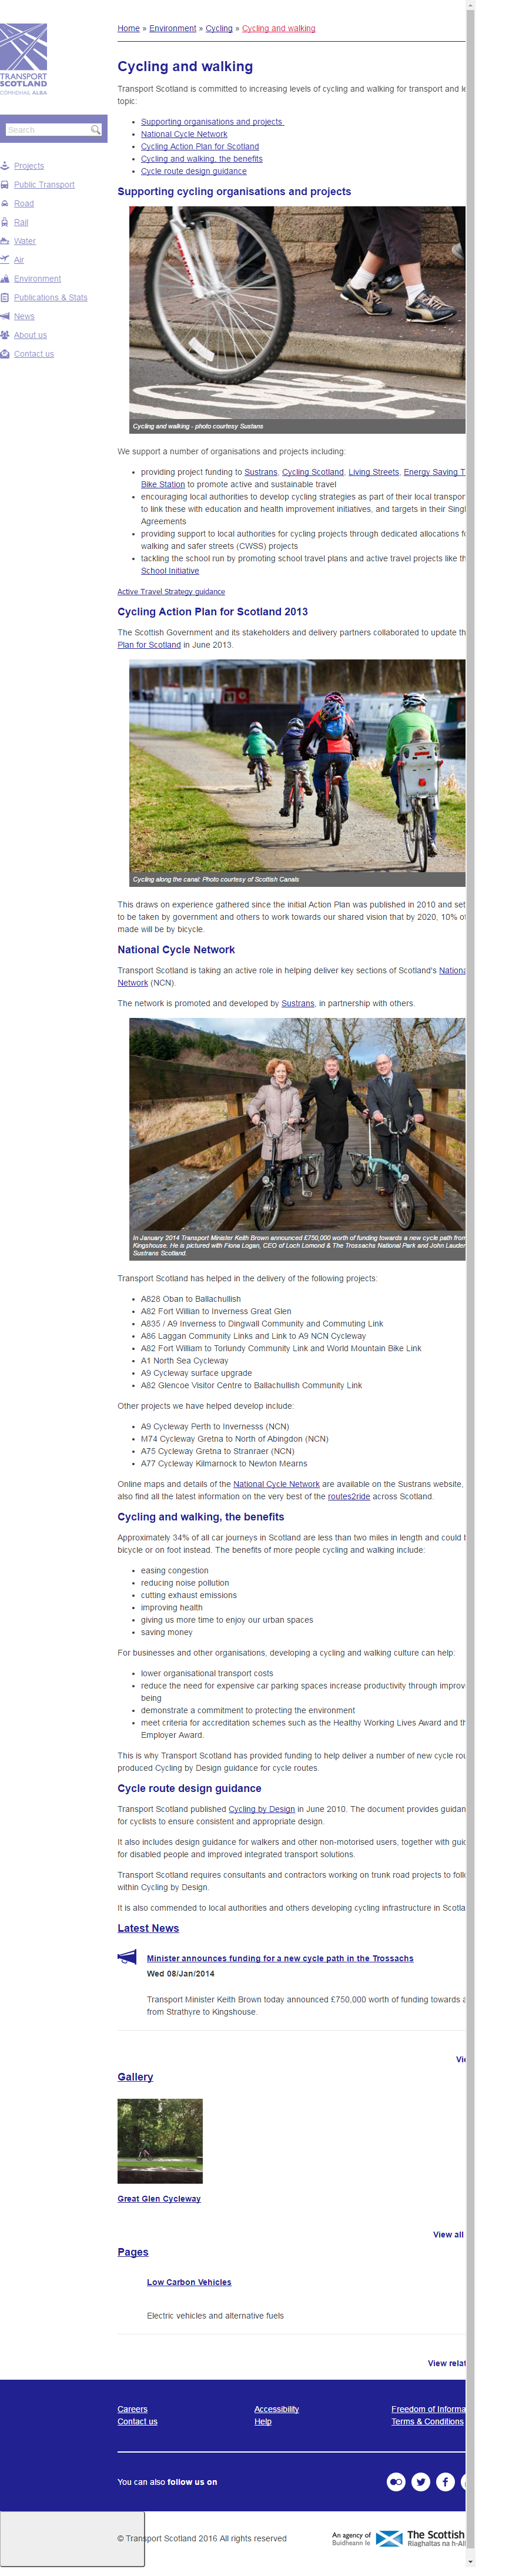 TRANSPORT
SCOTLAND
CÒMHDHAIL ALBA
Search
Projects
Public Transport
Road
Rail
Water
Air
Environment
Publications & Stats
News
About us
Contact us
Home » Environment » Cycling » Cycling and walking
Cycling and walking
Transport Scotland is committed to increasing levels of cycling and walking for transport and le
topic:
• Supporting organisations and projects
• National Cycle Network
• Cycling Action Plan for Scotland
• Cycling and walking, the benefits
• Cycle route design guidance
Supporting cycling organisations and projects
Cycling and walking - photo courtesy Sustans
We support a number of organisations and projects including:
• providing project funding to Sustrans, Cycling Scotland, Living Streets, Energy Saving T
Bike Station to promote active and sustainable travel
• encouraging local authorities to develop cycling strategies as part of their local transpor
to link these with education and health improvement initiatives, and targets in their Sing
Agreements
• providing support to local authorities for cycling projects through dedicated allocations f
walking and safer streets (CWSS) projects
• tackling the school run by promoting school travel plans and active travel projects like th
School Initiative
Active Travel Strategy guidance
Cycling Action Plan for Scotland 2013
The Scottish Government and its stakeholders and delivery partners collaborated to update th
Plan for Scotland in June 2013.
Cycling along the canal: Photo courtesy of Scottish Canals
This draws on experience gathered since the initial Action Plan was published in 2010 and set
to be taken by government and others to work towards our shared vision that by 2020, 10% of
made will be by bicycle.
National Cycle Network
Transport Scotland is taking an active role in helping deliver key sections of Scotland's Nationa
Network (NCN).
The network is promoted and developed by Sustrans, in partnership with others.
In January 2014 Transport Minister Keith Brown announced £750,000 worth of funding towards a new cycle path from
Kingshouse. He is pictured with Fiona Logan, CEO of Loch Lomond & The Trossachs National Park and John Lauder
Sustrans Scotland.
Transport Scotland has helped in the delivery of the following projects:
• A828 Oban to Ballachullish
• A82 Fort Willian to Inverness Great Glen
• A835 / A9 Inverness to Dingwall Community and Commuting Link
• A86 Laggan Community Links and Link to A9 NCN Cycleway
• A82 Fort William to Torlundy Community Link and World Mountain Bike Link
• A1 North Sea Cycleway
• A9 Cycleway surface upgrade
• A82 Glencoe Visitor Centre to Ballachullish Community Link
Other projects we have helped develop include:
• A9 Cycleway Perth to Invernesss (NCN)
• M74 Cycleway Gretna to North of Abingdon (NCN)
• A75 Cycleway Gretna to Stranraer (NCN)
• A77 Cycleway Kilmarnock to Newton Mearns
Online maps and details of the National Cycle Network are available on the Sustrans website,
also find all the latest information on the very best of the routes2ride across Scotland.
Cycling and walking, the benefits
Approximately 34% of all car journeys in Scotland are less than two miles in length and could b
bicycle or on foot instead. The benefits of more people cycling and walking include:
• easing congestion
• reducing noise pollution
• cutting exhaust emissions
• improving health
• giving us more time to enjoy our urban spaces
• saving money
For businesses and other organisations, developing a cycling and walking culture can help:
• lower organisational transport costs
• reduce the need for expensive car parking spaces increase productivity through improv
being
• demonstrate a commitment to protecting the environment
• meet criteria for accreditation schemes such as the Healthy Working Lives Award and th
Employer Award.
This is why Transport Scotland has provided funding to help deliver a number of new cycle rou
produced Cycling by Design guidance for cycle routes.
Cycle route design guidance
Transport Scotland published Cycling by Design in June 2010. The document provides guidan
for cyclists to ensure consistent and appropriate design.
It also includes design guidance for walkers and other non-motorised users, together with guid
for disabled people and improved integrated transport solutions.
Transport Scotland requires consultants and contractors working on trunk road projects to foll
within Cycling by Design.
It is also commended to local authorities and others developing cycling infrastructure in Scotla
Latest News
Minister announces funding for a new cycle path in the Trossachs
Wed 08/Jan/2014
Transport Minister Keith Brown today announced £750,000 worth of funding towards a
from Strathyre to Kingshouse.
Vie
Gallery
Great Glen Cycleway
View all
Pages
Low Carbon Vehicles
Electric vehicles and alternative fuels
View relat
Careers
Accessibility
Freedom of Informa
Contact us
Help
Terms & Conditions
You can also follow us on
© Transport Scotland 2016 All rights reserved
An agency of
Buidheann le
The Scottish
Riaghaltas na h-Al